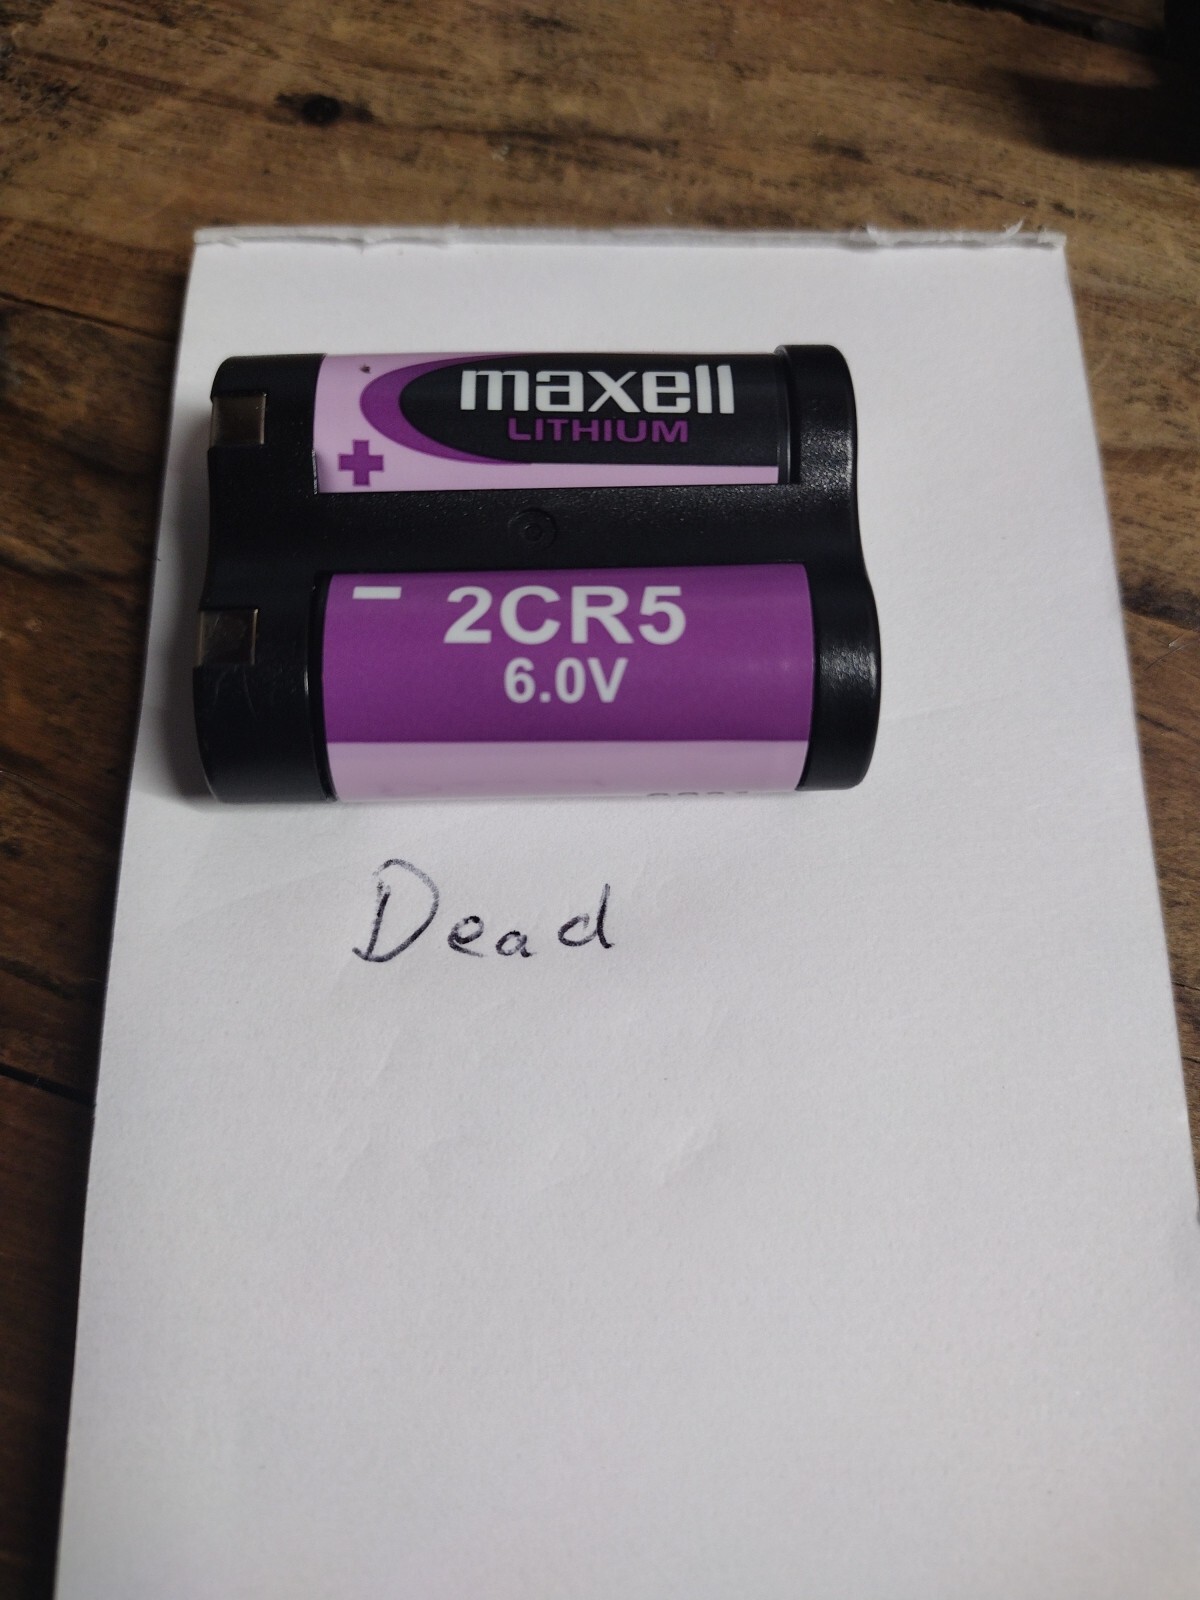 maxell
LITHIUM
+
- 2CR5
6.0V
Dead